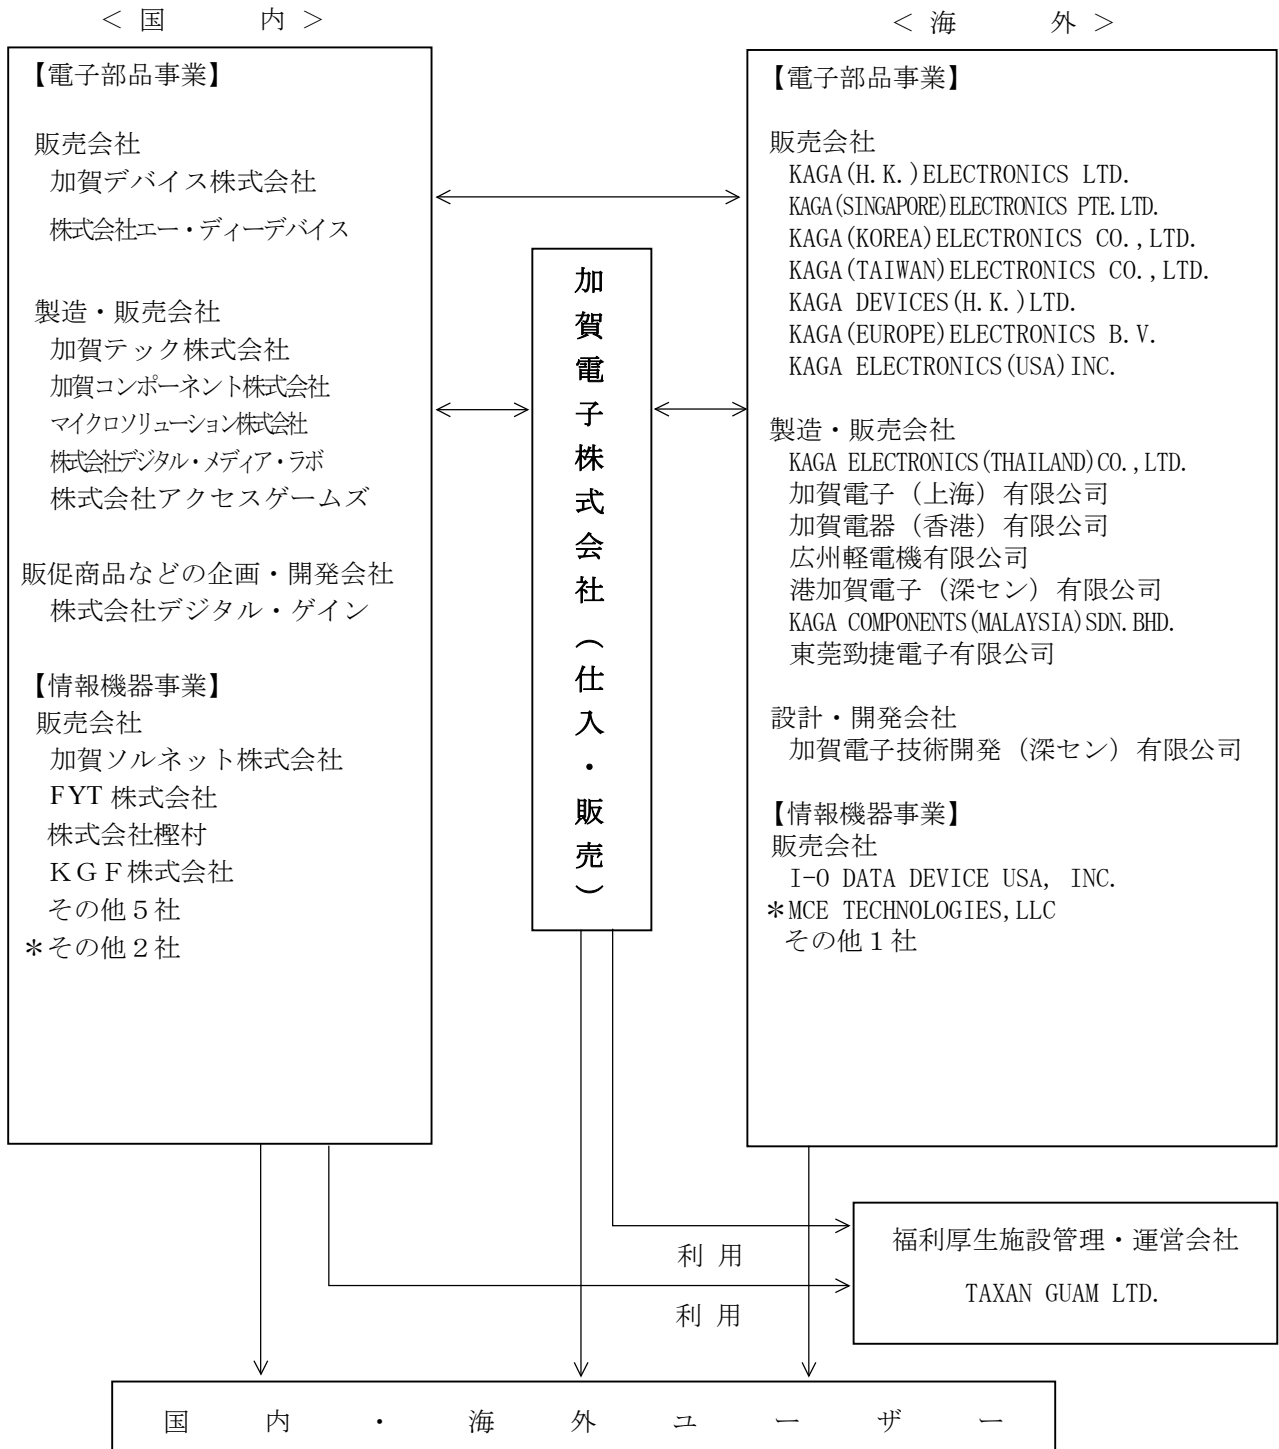 ＜ 国　　　内 ＞
【電子部品事業】
販売会社
加賀デバイス株式会社
株式会社エー・ディーデバイス
製造・販売会社
加賀テック株式会社
加賀コンポーネント株式会社
マイクロソリューション株式会社
株式会社デジタル・メディア・ラボ
株式会社アクセスゲームズ
販促商品などの企画・開発会社
株式会社デジタル・ゲイン
【情報機器事業】
販売会社
加賀ソルネット株式会社
FYT 株式会社
株式会社樫村
ＫＧＦ株式会社
その他５社
＊その他２社
加賀電子株式会社（仕入・販売）
＜ 海　　　外 ＞
【電子部品事業】
販売会社
KAGA(H.K.)ELECTRONICS LTD.
KAGA(SINGAPORE)ELECTRONICS PTE.LTD.
KAGA(KOREA)ELECTRONICS CO.,LTD.
KAGA(TAIWAN)ELECTRONICS CO.,LTD.
KAGA DEVICES(H.K.)LTD.
KAGA(EUROPE)ELECTRONICS B.V.
KAGA ELECTRONICS(USA)INC.
製造・販売会社
KAGA ELECTRONICS(THAILAND)CO.,LTD.
加賀電子（上海）有限公司
加賀電器（香港）有限公司
広州軽電機有限公司
港加賀電子（深セン）有限公司
KAGA COMPONENTS(MALAYSIA)SDN.BHD.
東莞勁捷電子有限公司
設計・開発会社
加賀電子技術開発（深セン）有限公司
【情報機器事業】
販売会社
I-O DATA DEVICE USA, INC.
＊MCE TECHNOLOGIES,LLC
その他１社
利 用
利 用
福利厚生施設管理・運営会社
TAXAN GUAM LTD.
国　内　・　海　外　ユ　ー　ザ　ー